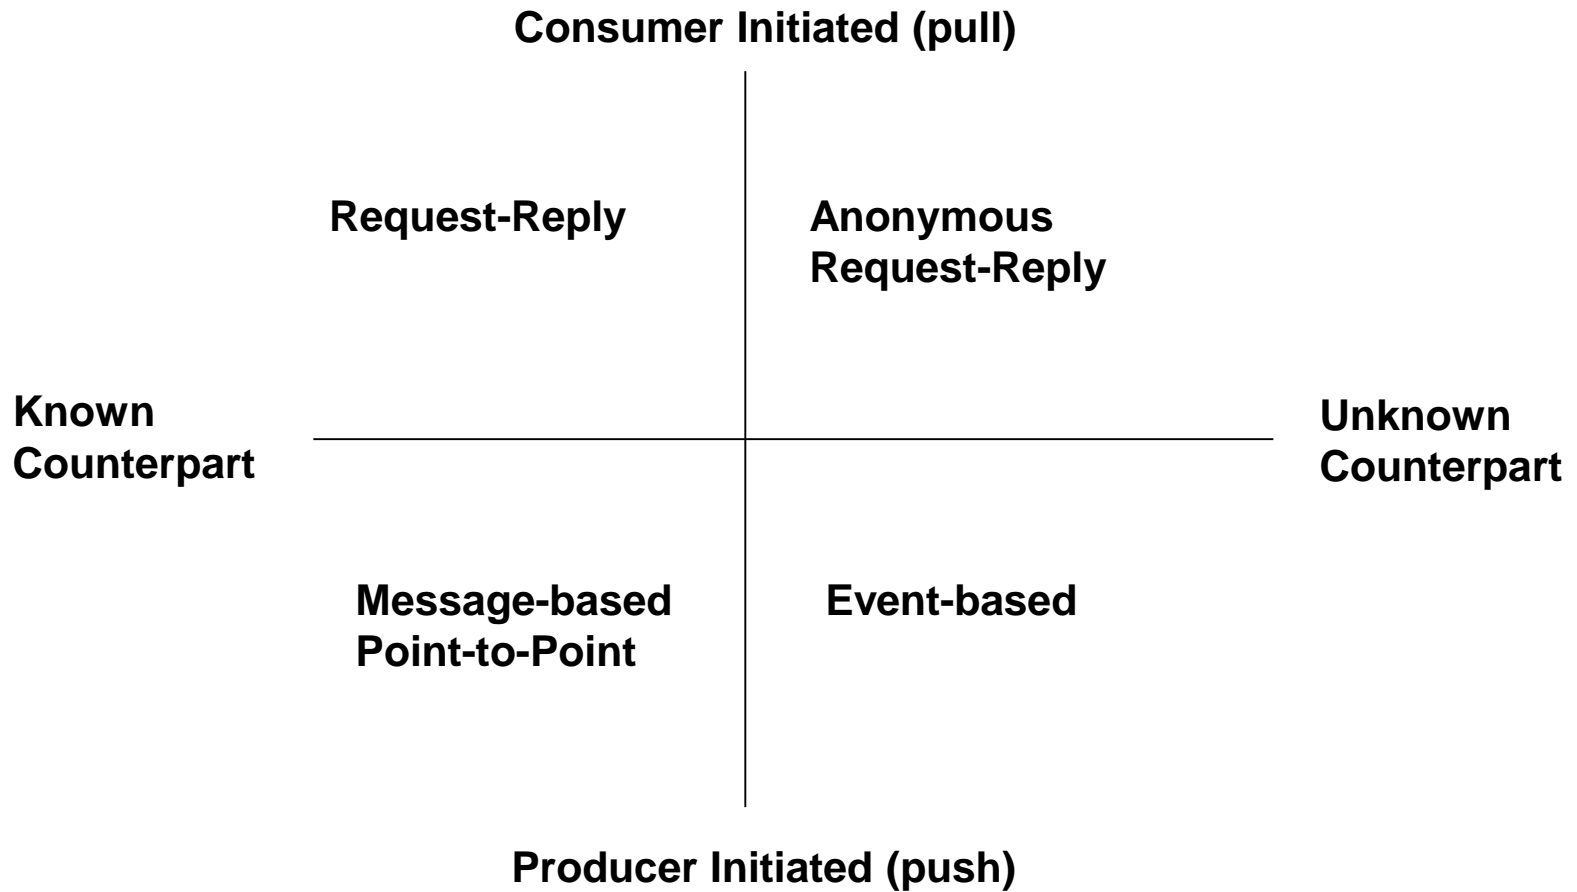 Consumer Initiated (pull)
Request-Reply
Anonymous
Request-Reply
Known
Counterpart
Unknown
Counterpart
Message-based
Point-to-Point
Event-based
Producer Initiated (push)